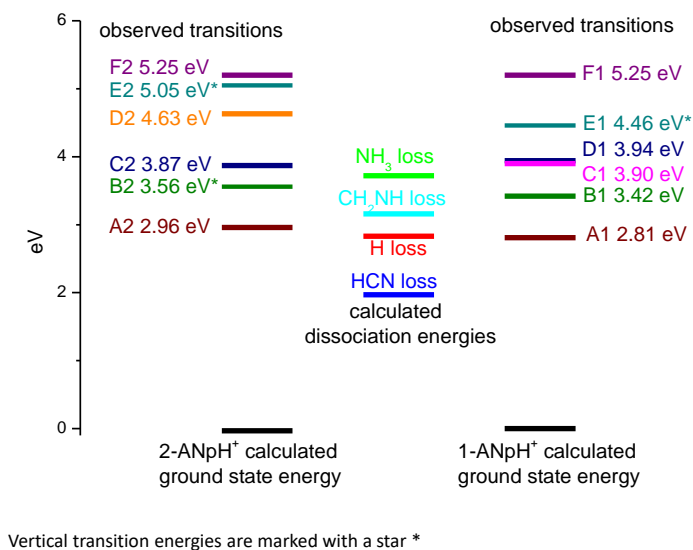 6
4
2
0
eV
observed transitions
F2 5.25 eV
E2 5.05 eV*
D2 4.63 eV
C2 3.87 eV
B2 3.56 eV*
A2 2.96 eV
NH3 loss
CH2NH loss
H loss
HCN loss
calculated
dissociation energies
observed transitions
F1 5.25 eV
E1 4.46 eV*
D1 3.94 eV
C1 3.90 eV
B1 3.42 eV
A1 2.81 eV
2-ANpH+ calculated
ground state energy
1-ANpH+ calculated
ground state energy
Vertical transition energies are marked with a star *